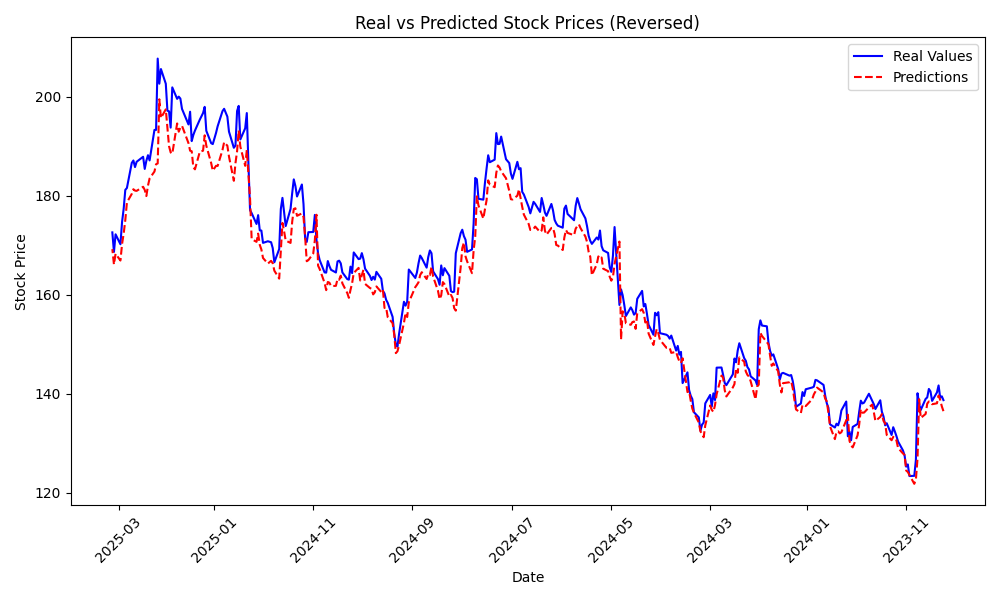 Real vs Predicted Stock Prices (Reversed)
Real Values
Predictions
Stock Price
200
180
160
140
120
2025-03
2025-01
2024-11
2024-09
2024-07
2024-05
2024-03
2024-01
2023-11
Date